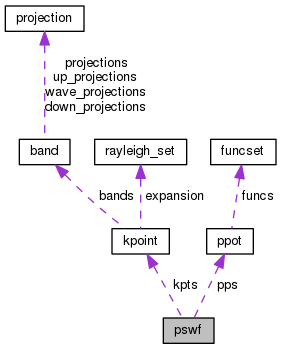 projection
projections
up_projections
wave_projections
down_projections
band
rayleigh_set
funcset
bands
expansion
funcs
kpoint
ppot
kpts
pps
pswf